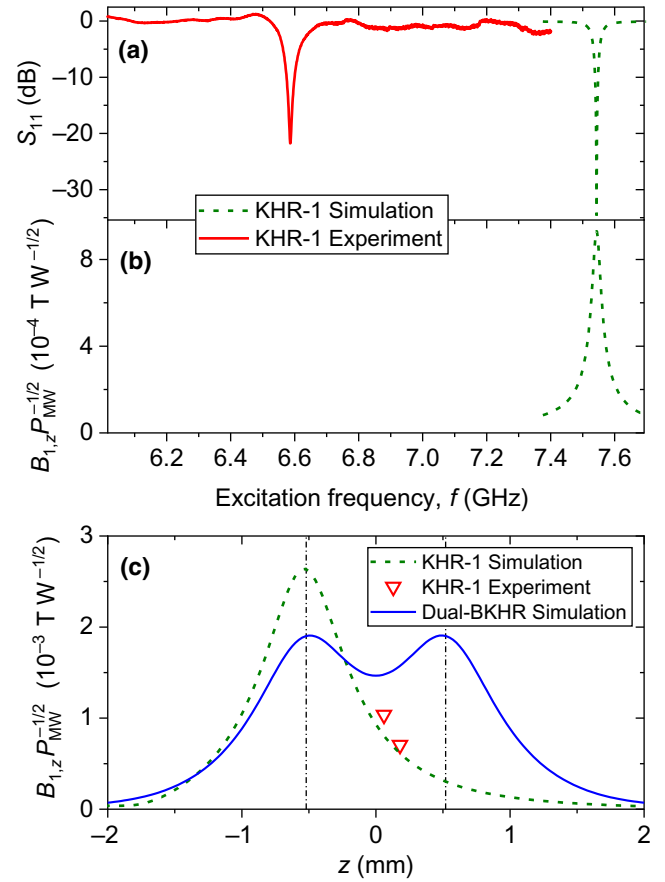 (a)
S₁₁ (dB)
0
−10
−20
−30
KHR-1 Simulation
KHR-1 Experiment
(b)
B₁,z P_MW^−1/2 (10⁻⁴ T W^−1/2)
8
4
0
6.2 6.4 6.6 6.8 7.0 7.2 7.4 7.6
Excitation frequency, f (GHz)
(c)
B₁,z P_MW^−1/2 (10⁻³ T W^−1/2)
3
2
1
0
KHR-1 Simulation
KHR-1 Experiment
Dual-BKHR Simulation
−2 −1 0 1 2
z (mm)